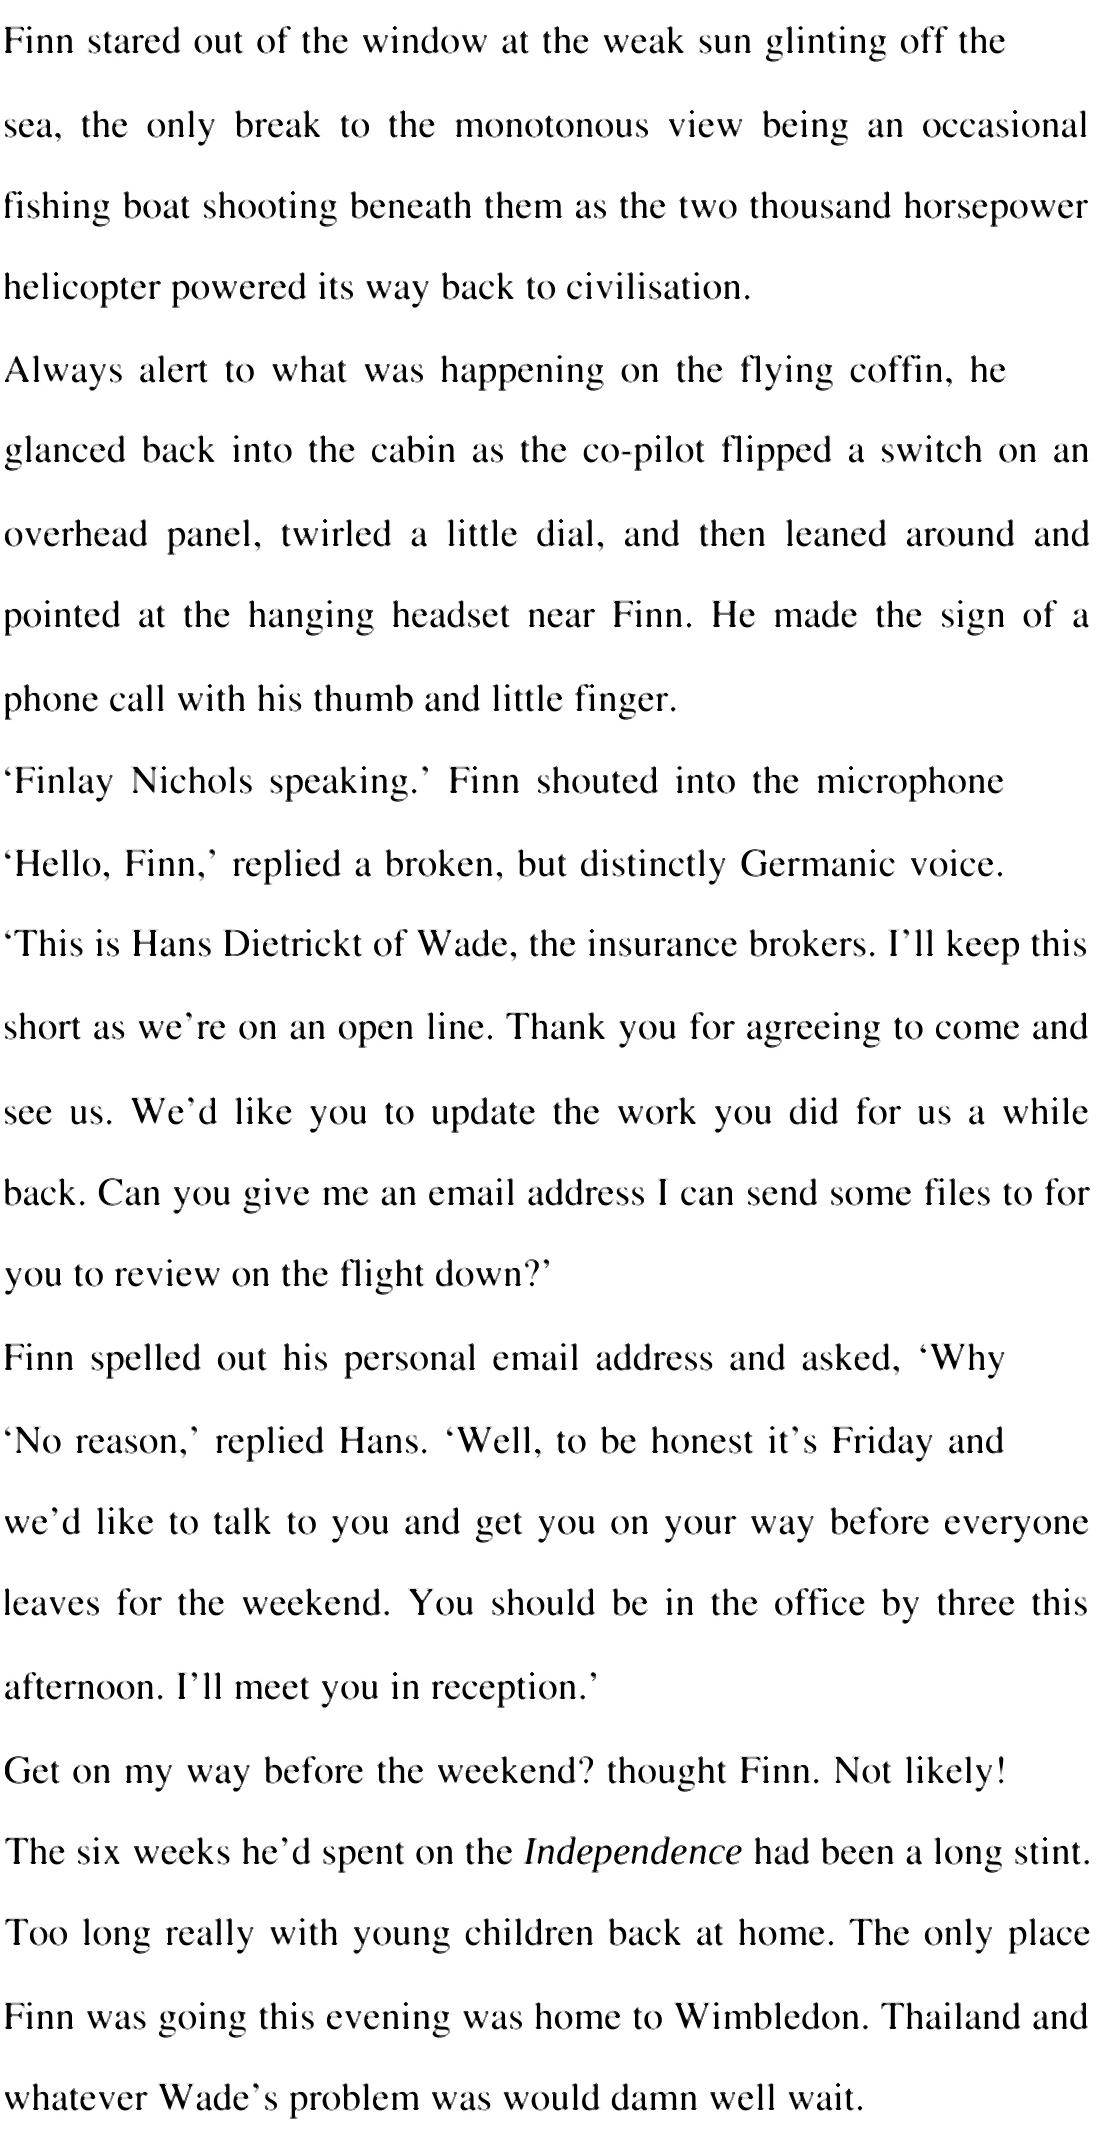 Finn stared out of the window at the weak sun glinting off the
sea, the only break to the monotonous view being an occasional
fishing boat shooting beneath them as the two thousand horsepower
helicopter powered its way back to civilisation.
Always alert to what was happening on the flying coffin, he
glanced back into the cabin as the co-pilot flipped a switch on an
overhead panel, twirled a little dial, and then leaned around and
pointed at the hanging headset near Finn. He made the sign of a
phone call with his thumb and little finger.
‘Finlay Nichols speaking.’ Finn shouted into the microphone
‘Hello, Finn,’ replied a broken, but distinctly Germanic voice.
‘This is Hans Dietrickt of Wade, the insurance brokers. I’ll keep this
short as we’re on an open line. Thank you for agreeing to come and
see us. We’d like you to update the work you did for us a while
back. Can you give me an email address I can send some files to for
you to review on the flight down?’
Finn spelled out his personal email address and asked, ‘Why
‘No reason,’ replied Hans. ‘Well, to be honest it’s Friday and
we’d like to talk to you and get you on your way before everyone
leaves for the weekend. You should be in the office by three this
afternoon. I’ll meet you in reception.’
Get on my way before the weekend? thought Finn. Not likely!
The six weeks he’d spent on the Independence had been a long stint.
Too long really with young children back at home. The only place
Finn was going this evening was home to Wimbledon. Thailand and
whatever Wade’s problem was would damn well wait.